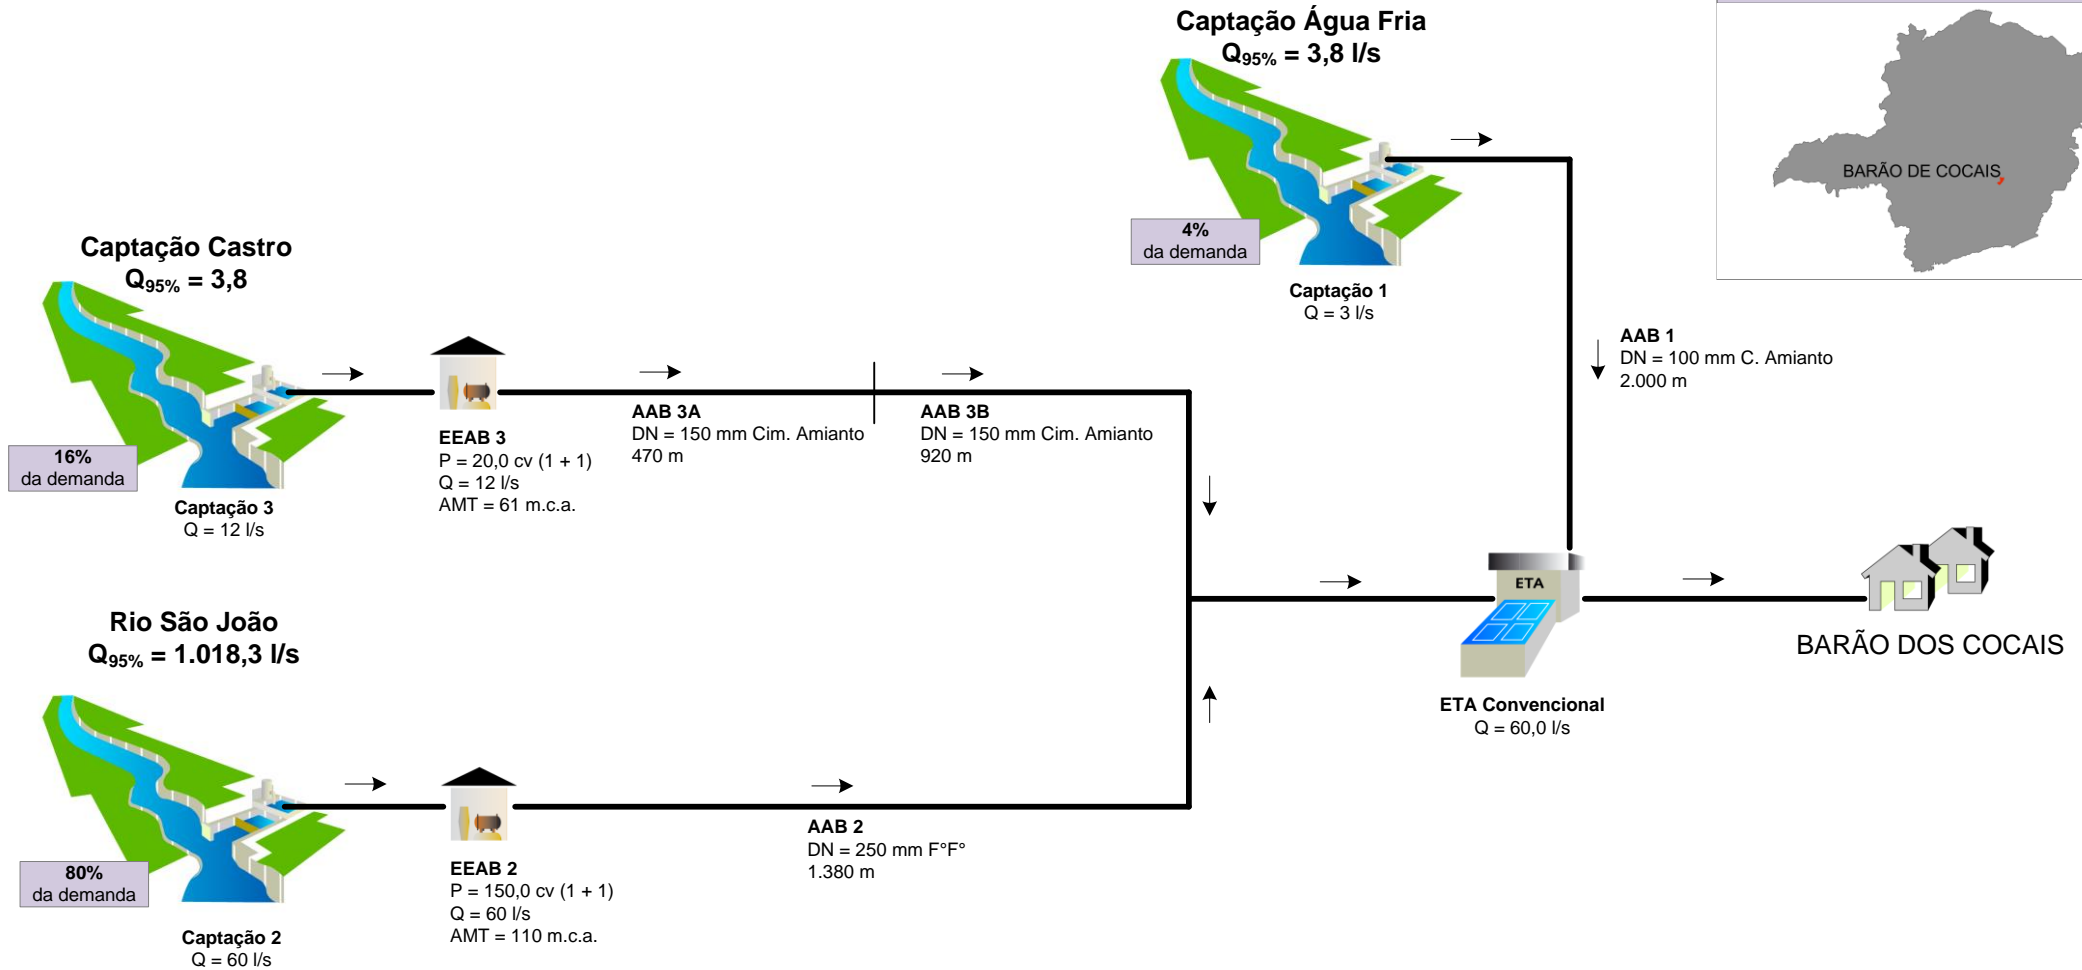 Captação Água Fria
Q95% = 3,8 l/s
BARÃO DE COCAIS
4%
da demanda
Captação 1
Q = 3 l/s
AAB 1
DN = 100 mm C. Amianto
2.000 m
Captação Castro
Q95% = 3,8
16%
da demanda
Captação 3
Q = 12 l/s
EEAB 3
P = 20,0 cv (1 + 1)
Q = 12 l/s
AMT = 61 m.c.a.
AAB 3A
DN = 150 mm Cim. Amianto
470 m
AAB 3B
DN = 150 mm Cim. Amianto
920 m
ETA
ETA Convencional
Q = 60,0 l/s
BARÃO DOS COCAIS
Rio São João
Q95% = 1.018,3 l/s
80%
da demanda
Captação 2
Q = 60 l/s
EEAB 2
P = 150,0 cv (1 + 1)
Q = 60 l/s
AMT = 110 m.c.a.
AAB 2
DN = 250 mm F°F°
1.380 m